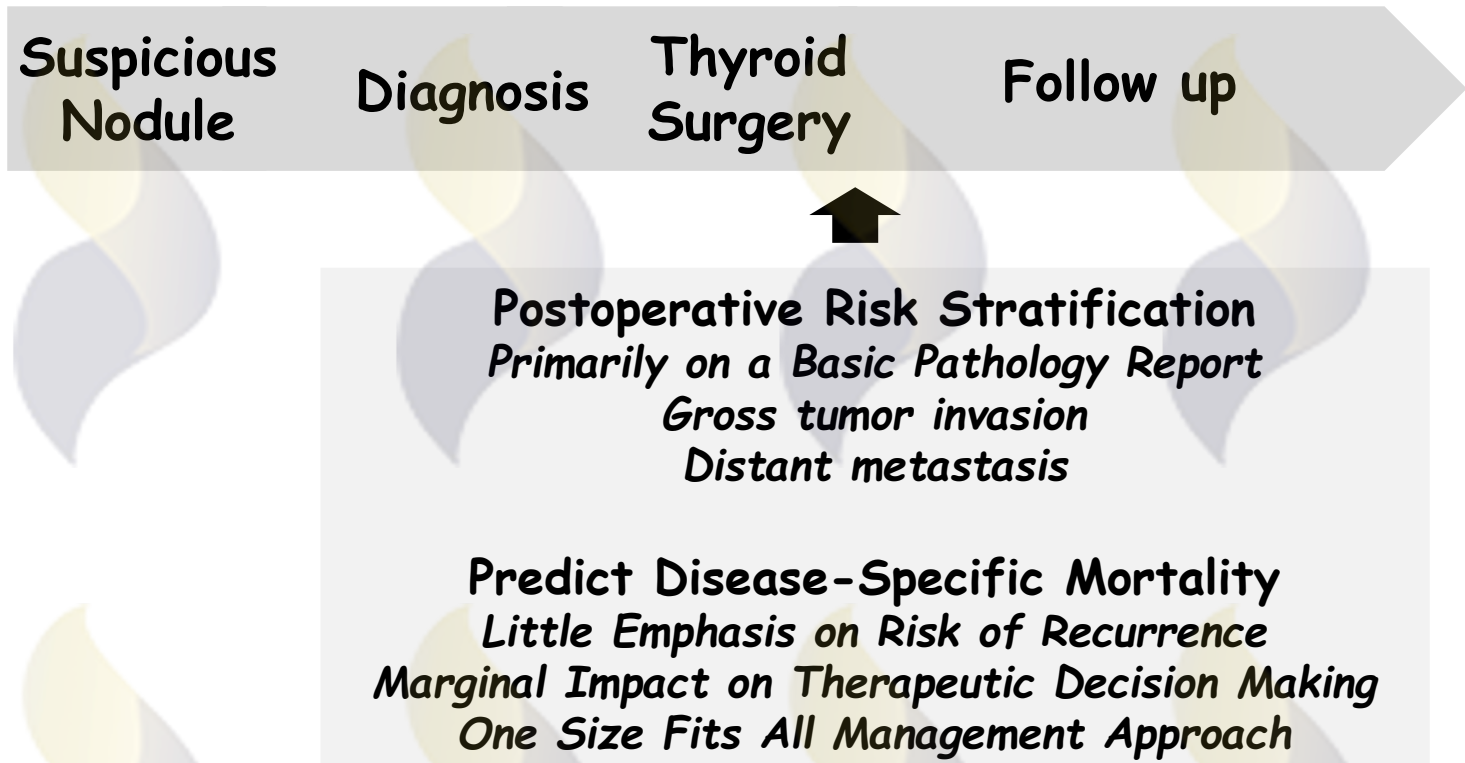 Suspicious
Nodule
Diagnosis
Thyroid
Surgery
Follow up
Postoperative Risk Stratification
Primarily on a Basic Pathology Report
Gross tumor invasion
Distant metastasis
Predict Disease-Specific Mortality
Little Emphasis on Risk of Recurrence
Marginal Impact on Therapeutic Decision Making
One Size Fits All Management Approach